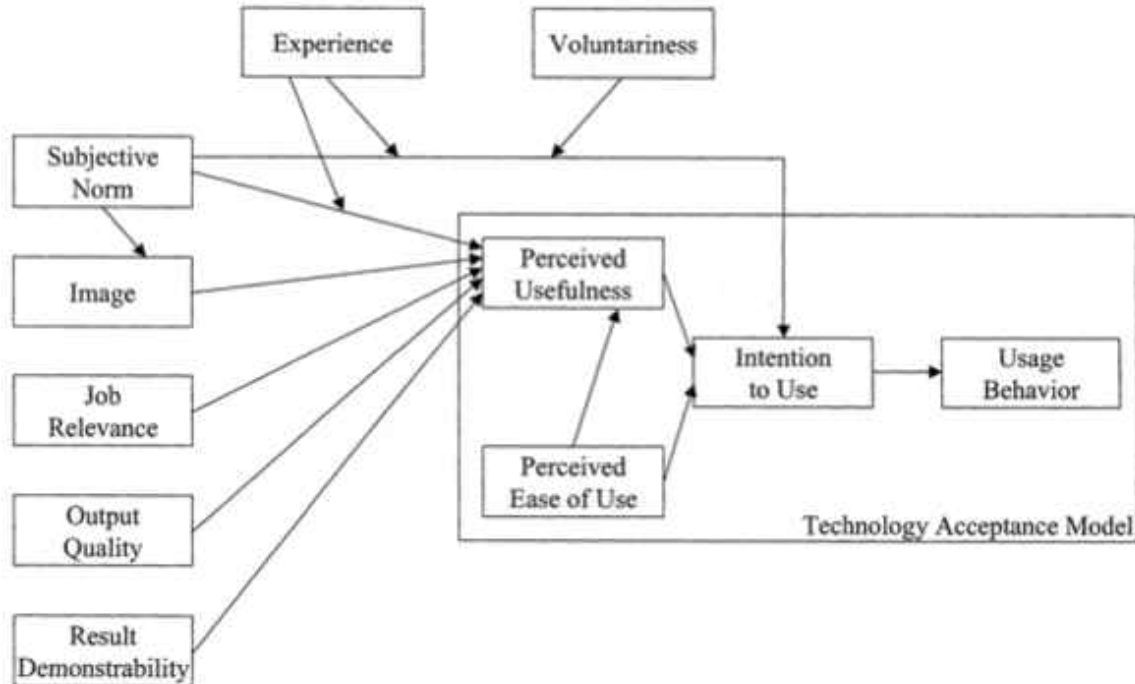 Experience
Voluntariness
Subjective
Norm
Image
Job
Relevance
Output
Quality
Result
Demonstrability
Perceived
Usefulness
Perceived
Ease of Use
Intention
to Use
Usage
Behavior
Technology Acceptance Model